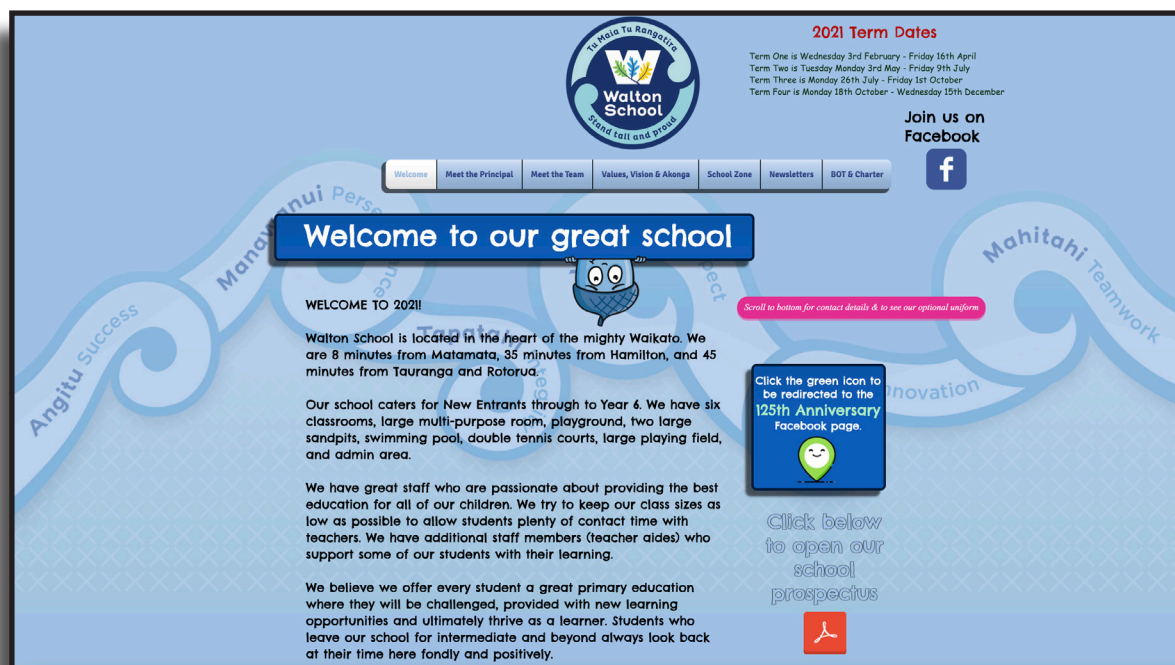 Tu Maia Tu Rangatira
Walton
School
Stand tall and proud
2021 Term Dates
Term One is Wednesday 3rd February - Friday 16th April
Term Two is Tuesday Monday 3rd May - Friday 9th July
Term Three is Monday 26th July - Friday 1st October
Term Four is Monday 18th October - Wednesday 15th December
Join us on
Facebook
f
Welcome
Meet the Principal
Meet the Team
Values, Vision & Akonga
School Zone
Newsletters
BOT & Charter
Welcome to our great school
Angitu Success
Mahitahi Teamwork
WELCOME TO 2021!
Scroll to bottom for contact details & to see our optional uniform
Walton School is located in the heart of the mighty Waikato. We
are 8 minutes from Matamata, 35 minutes from Hamilton, and 45
minutes from Tauranga and Rotorua.
Our school caters for New Entrants through to Year 6. We have six
classrooms, large multi-purpose room, playground, two large
sandpits, swimming pool, double tennis courts, large playing field,
and admin area.
We have great staff who are passionate about providing the best
education for all of our children. We try to keep our class sizes as
low as possible to allow students plenty of contact time with
teachers. We have additional staff members (teacher aides) who
support some of our students with their learning.
We believe we offer every student a great primary education
where they will be challenged, provided with new learning
opportunities and ultimately thrive as a learner. Students who
leave our school for intermediate and beyond always look back
at their time here fondly and positively.
Click the green icon to
be redirected to the
125th Anniversary
Facebook page.
Click below
to open our
school
prospectus